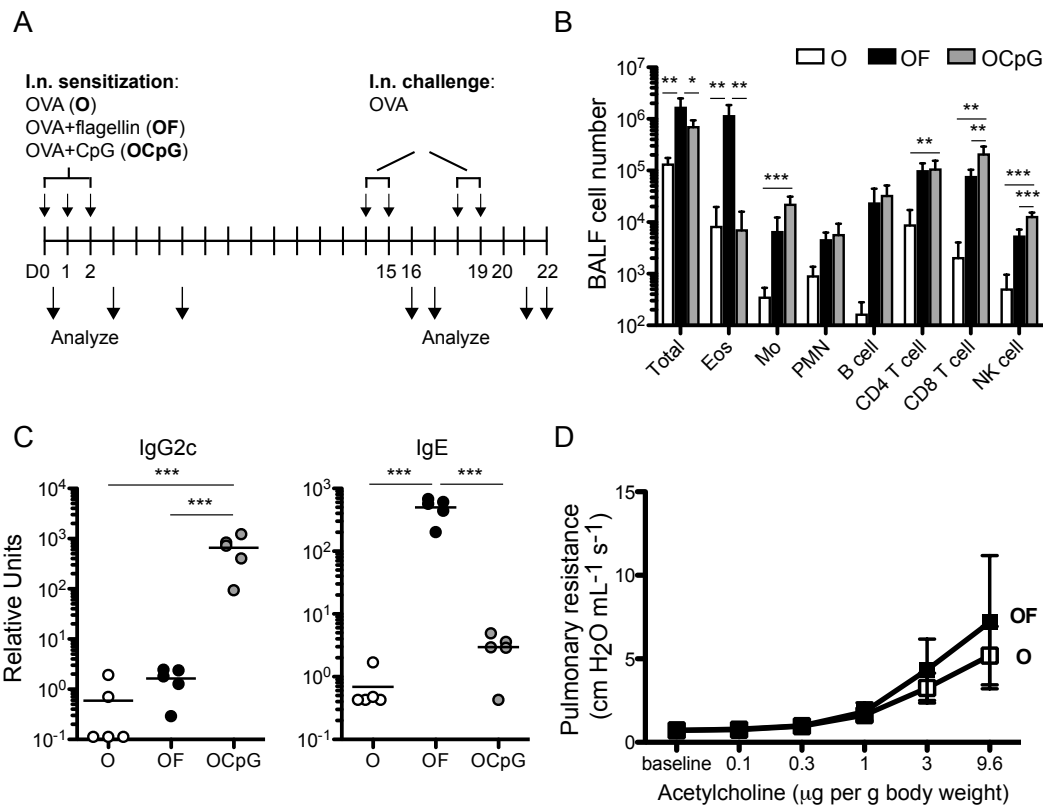 A
I.n. sensitization:
OVA (O)
OVA+flagellin (OF)
OVA+CpG (OCpG)
I.n. challenge:
OVA
D0 1 2 15 16 19 20 22
Analyze Analyze
B
O OF OCpG
BALF cell number
10^7
10^6
10^5
10^4
10^3
10^2
** * ** ** *** ** ** ** *** ***
Total Eos Mo PMN B cell CD4 T cell CD8 T cell NK cell
C
IgG2c
Relative Units
10^4
10^3
10^2
10^1
10^0
10^-1
***
***
O OF OCpG
IgE
10^3
10^2
10^1
10^0
10^-1
*** ***
O OF OCpG
D
Pulmonary resistance
(cm H2O mL-1 s-1)
15
10
5
0
OF
O
baseline 0.1 0.3 1 3 9.6
Acetylcholine (μg per g body weight)